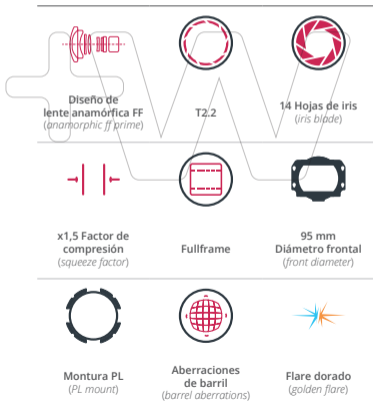 Diseño de
lente anamórfica FF
(anamorphic ff prime)
T2.2
14 Hojas de iris
(iris blade)
x1,5 Factor de
compresión
(squeeze factor)
Fullframe
95 mm
Diámetro frontal
(front diameter)
Montura PL
(PL mount)
Aberraciones
de barril
(barrel aberrations)
Flare dorado
(golden flare)